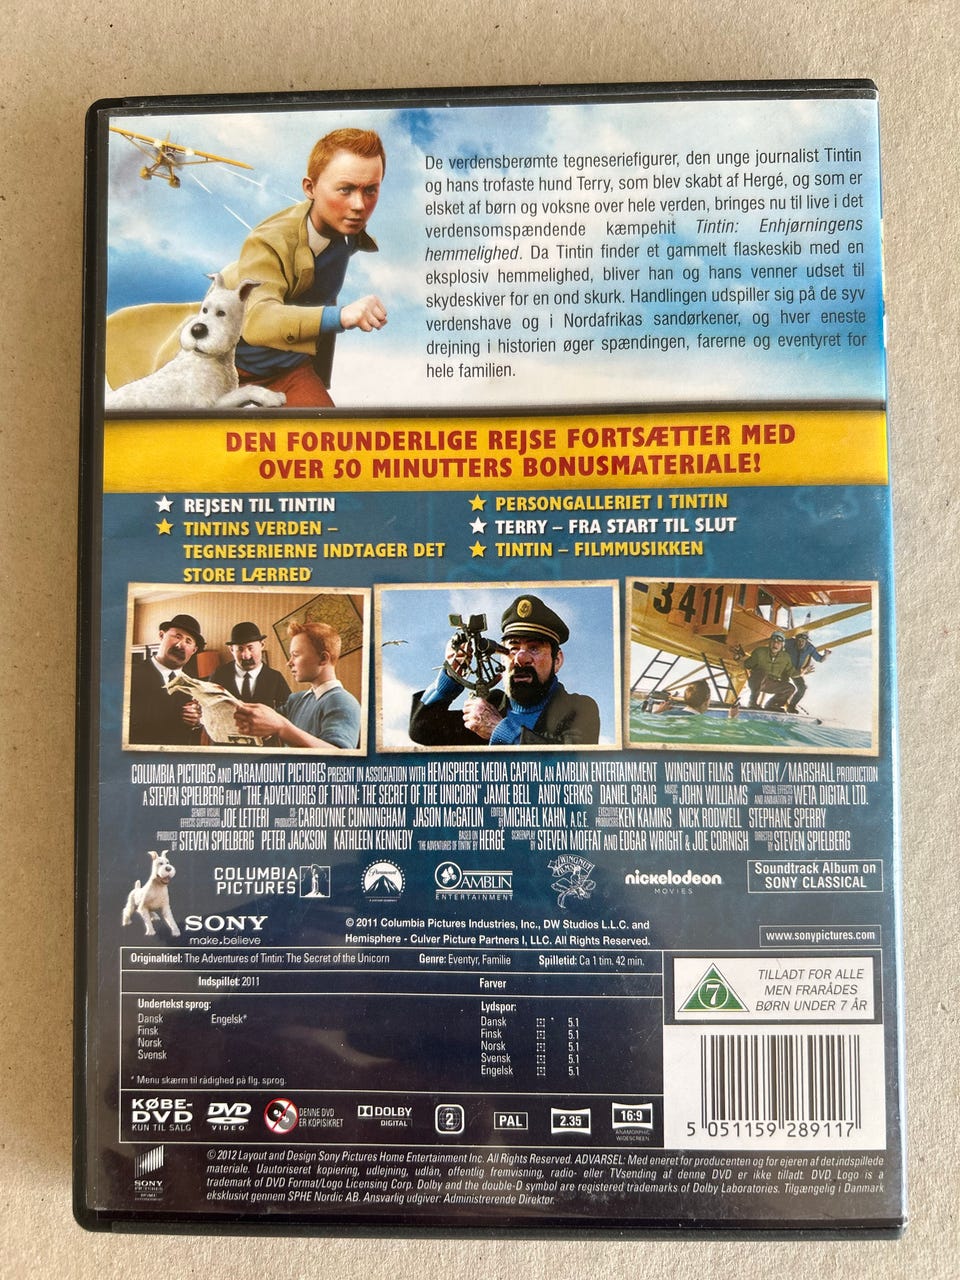 De verdensberømte tegneseriefigurer, den unge journalist Tintin
og hans trofaste hund Terry, som blev skabt af Hergé, og som er
elsket af børn og voksne over hele verden, bringes nu til live i det
verdensomspændende kæmpehit Tintin: Enhjørningens
hemmelighed. Da Tintin finder et gammelt flaskeskib med en
eksplosiv hemmelighed, bliver han og hans venner udset til
skydeskiver for en ond skurk. Handlingen udspiller sig på de syv
verdenshave og i Nordafrikas sandørkener, og hver eneste
drejning i historien øger spændingen, farerne og eventyret for
hele familien.
DEN FORUNDERLIGE REJSE FORTSÆTTER MED
OVER 50 MINUTTERS BONUSMATERIALE!
REJSEN TIL TINTIN
TINTINS VERDEN –
TEGNESERIERNE INDTAGER DET
STORE LÆRRED
PERSONGALLERIET I TINTIN
TERRY – FRA START TIL SLUT
TINTIN – FILMMUSIKKEN
3411
COLUMBIA PICTURES AND PARAMOUNT PICTURES PRESENT IN ASSOCIATION WITH HEMISPHERE MEDIA CAPITAL AN AMBLIN ENTERTAINMENT WINGNUT FILMS KENNEDY/MARSHALL PRODUCTION
A STEVEN SPIELBERG FILM "THE ADVENTURES OF TINTIN: THE SECRET OF THE UNICORN" JAMIE BELL ANDY SERKIS DANIEL CRAIG MUSIC BY JOHN WILLIAMS VISUAL EFFECTS AND ANIMATION BY WETA DIGITAL LTD.
SENIOR VISUAL EFFECTS SUPERVISOR JOE LETTERI CO-PRODUCERS CAROLYNNE CUNNINGHAM JASON McGATLIN EDITED BY MICHAEL KAHN, A.C.E. EXECUTIVE PRODUCERS KEN KAMINS NICK RODWELL STEPHANE SPERRY
PRODUCED BY STEVEN SPIELBERG PETER JACKSON KATHLEEN KENNEDY BASED ON "THE ADVENTURES OF TINTIN" BY HERGÉ SCREENPLAY BY STEVEN MOFFAT AND EDGAR WRIGHT & JOE CORNISH DIRECTED BY STEVEN SPIELBERG
COLUMBIA
PICTURES
Paramount
AMBLIN
ENTERTAINMENT
WINGNUT
FILMS
nickelodeon
MOVIES
Soundtrack Album on
SONY CLASSICAL
SONY
make.believe
© 2011 Columbia Pictures Industries, Inc., DW Studios L.L.C. and
Hemisphere - Culver Picture Partners I, LLC. All Rights Reserved.
www.sonypictures.com
Originaltitel: The Adventures of Tintin: The Secret of the Unicorn Genre: Eventyr, Familie Spilletid: Ca 1 tim. 42 min.
Indspillet: 2011 Farver
Undertekst sprog:
Dansk Engelsk*
Finsk
Norsk
Svensk
Lydspor:
Dansk * 5.1
Finsk 5.1
Norsk 5.1
Svensk 5.1
Engelsk 5.1
* Menu skærm til rådighed på flg. sprog.
7
TILLADT FOR ALLE
MEN FRARÅDES
BØRN UNDER 7 ÅR
KØBE-
DVD
KUN TIL SALG
DVD
VIDEO
DENNE DVD
ER KOPISIKRET
DOLBY
DIGITAL
2
PAL
2.35
16:9
ANAMORPHIC
WIDESCREEN
5 051159 289117
SONY
PICTURES
© 2012 Layout and Design Sony Pictures Home Entertainment Inc. All Rights Reserved. ADVARSEL: Med eneret for producenten og for ejeren af det indspillede
materiale. Uautoriseret kopiering, udlejning, udlån, offentlig fremvisning, radio- eller TVsending af denne DVD er ikke tilladt. DVD Logo is a
trademark of DVD Format/Logo Licensing Corp. Dolby and the double-D symbol are registered trademarks of Dolby Laboratories. Tilgængelig i Danmark
eksklusivt gennem SPHE Nordic AB. Ansvarlig udgiver: Administrerende Direktør.